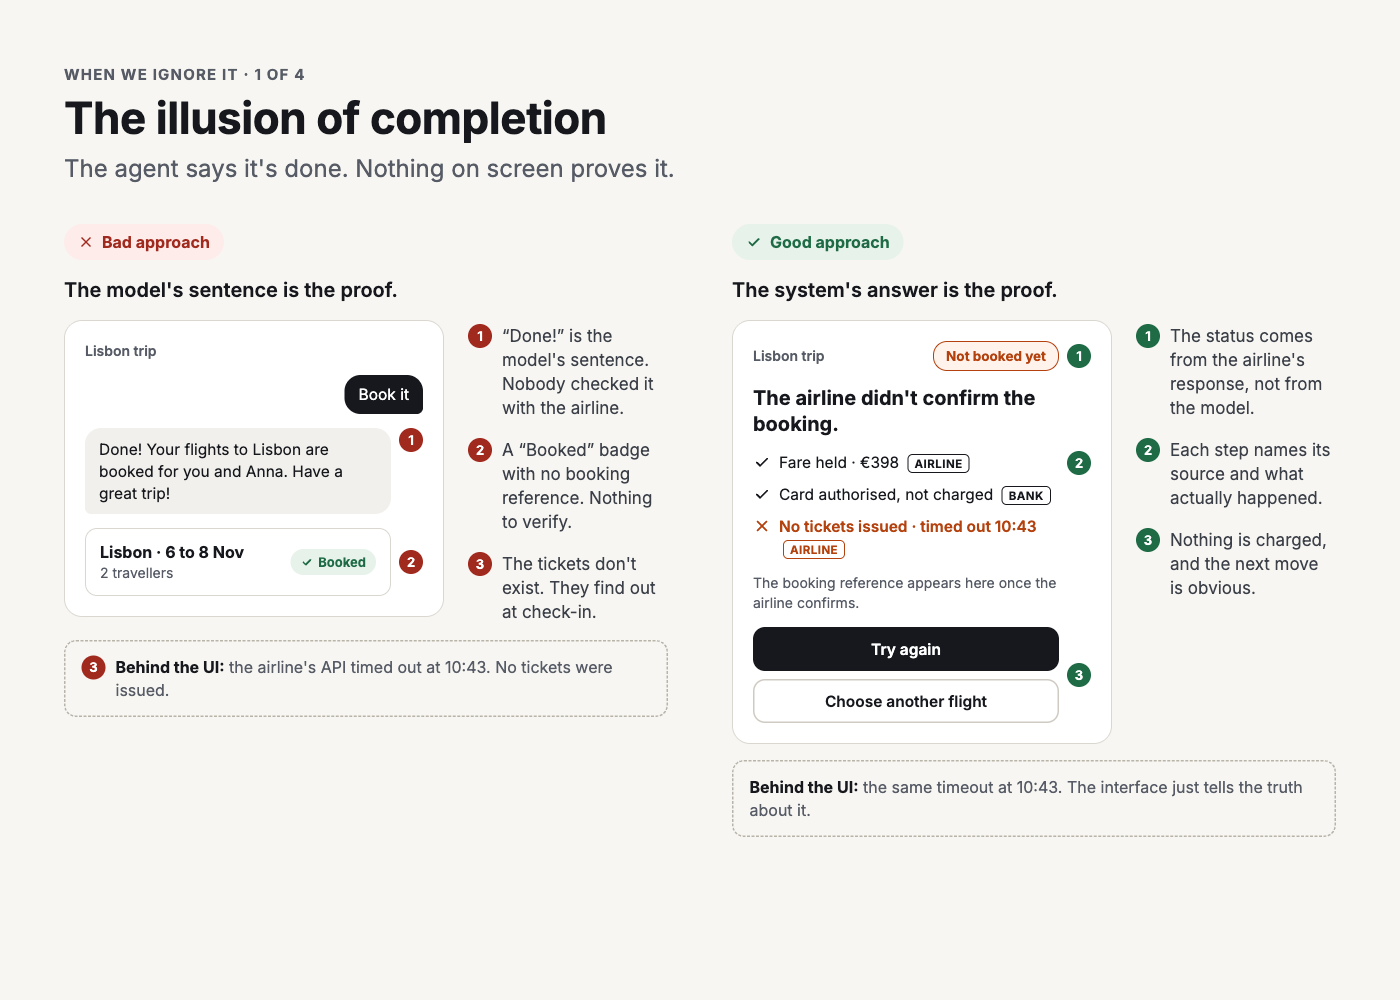 WHEN WE IGNORE IT · 1 OF 4
The illusion of completion
The agent says it's done. Nothing on screen proves it.
Bad approach
The model's sentence is the proof.
Lisbon trip
Book it
Done! Your flights to Lisbon are
booked for you and Anna. Have a
great trip!
1
Lisbon · 6 to 8 Nov
2 travellers
Booked
2
1 “Done!” is the
model's sentence.
Nobody checked it
with the airline.
2 A “Booked” badge
with no booking
reference. Nothing
to verify.
3 The tickets don't
exist. They find out
at check-in.
3 Behind the UI: the airline's API timed out at 10:43. No tickets were
issued.
Good approach
The system's answer is the proof.
Lisbon trip
Not booked yet
1
The airline didn't confirm the
booking.
Fare held · €398 AIRLINE
2
Card authorised, not charged BANK
No tickets issued · timed out 10:43
AIRLINE
The booking reference appears here once the
airline confirms.
Try again
3
Choose another flight
1 The status comes
from the airline's
response, not from
the model.
2 Each step names its
source and what
actually happened.
3 Nothing is charged,
and the next move
is obvious.
Behind the UI: the same timeout at 10:43. The interface just tells the truth
about it.